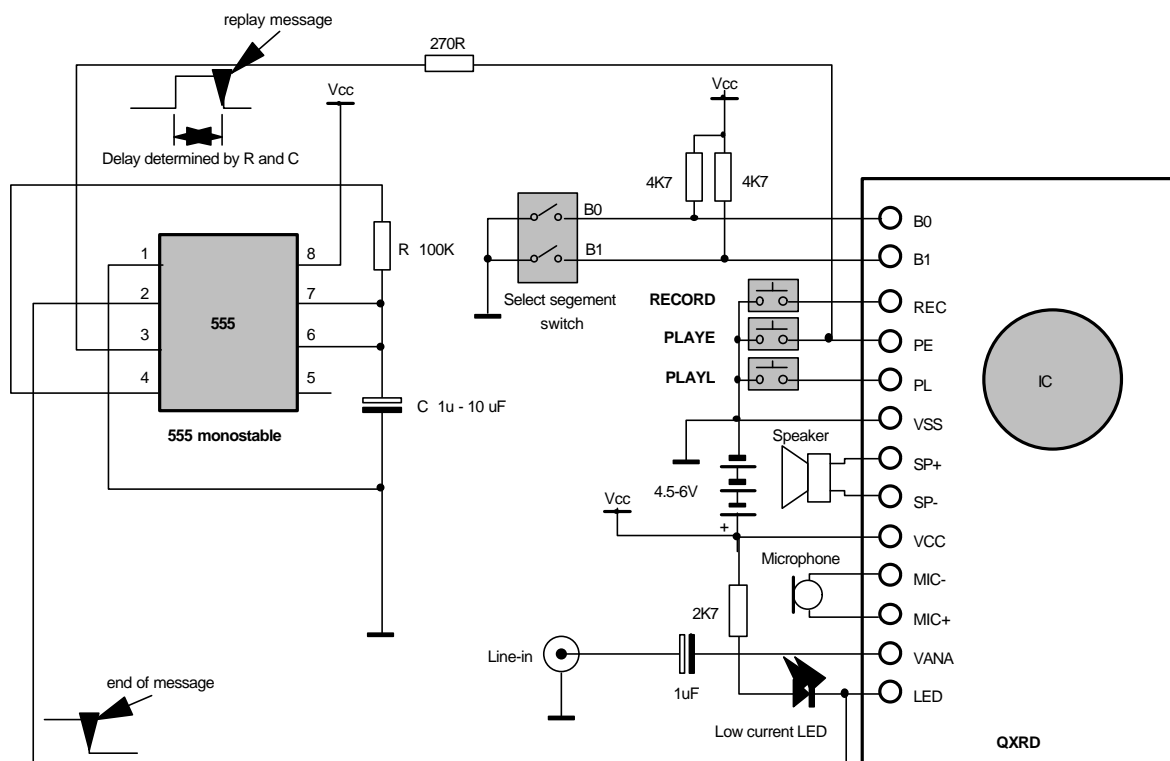 replay message
270R
Vcc
Vcc
Delay determined by R and C
4K7
4K7
B0
B0
R 100K
B1
B1
1
8
2
7
Select segement
switch
RECORD
REC
555
PLAYE
PE
3
6
PLAYL
PL
IC
4
5
C 1u - 10 uF
VSS
555 monostable
Speaker
SP+
4.5-6V
SP-
Vcc
+
VCC
Microphone
MIC-
2K7
MIC+
Line-in
VANA
1uF
end of message
LED
Low current LED
QXRD